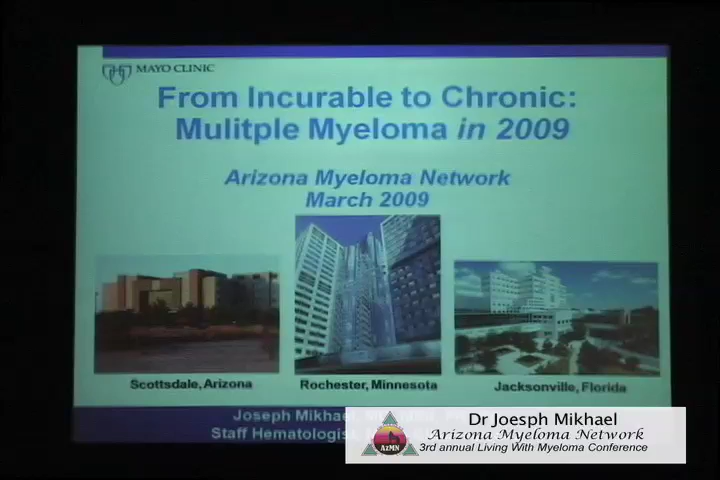 MAYO CLINIC
From Incurable to Chronic:
Mulitple Myeloma in 2009
Arizona Myeloma Network
March 2009
Scottsdale, Arizona
Rochester, Minnesota
Jacksonville, Florida
Joseph Mikhael
Staff Hematologist
Dr Joesph Mikhael
Arizona Myeloma Network
3rd annual Living With Myeloma Conference
AzMN